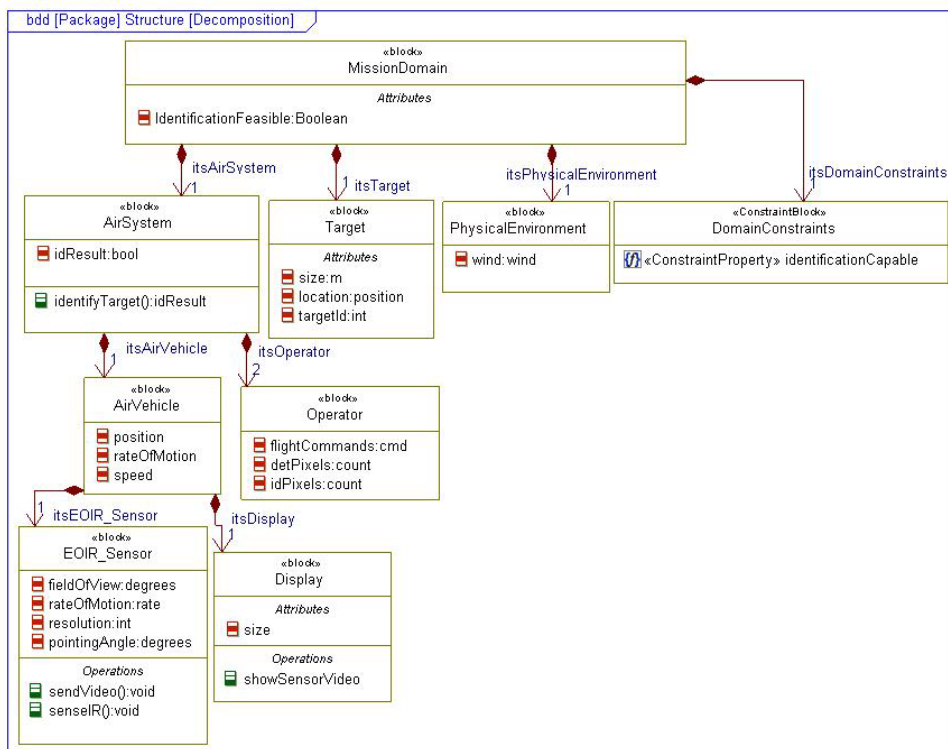 bdd [Package] Structure [Decomposition]
«block»
MissionDomain
Attributes
IdentificationFeasible:Boolean
itsAirSystem
1
itsTarget
1
itsPhysicalEnvironment
1
itsDomainConstraints
1
«block»
AirSystem
idResult:bool
identifyTarget():idResult
«block»
Target
Attributes
size:m
location:position
targetId:int
«block»
PhysicalEnvironment
wind:wind
«ConstraintBlock»
DomainConstraints
{f} «ConstraintProperty» identificationCapable
itsAirVehicle
1
itsOperator
2
«block»
AirVehicle
position
rateOfMotion
speed
«block»
Operator
flightCommands:cmd
detPixels:count
idPixels:count
1
itsEOIR_Sensor
itsDisplay
1
«block»
EOIR_Sensor
fieldOfView:degrees
rateOfMotion:rate
resolution:int
pointingAngle:degrees
Operations
sendVideo():void
senseIR():void
«block»
Display
Attributes
size
Operations
showSensorVideo